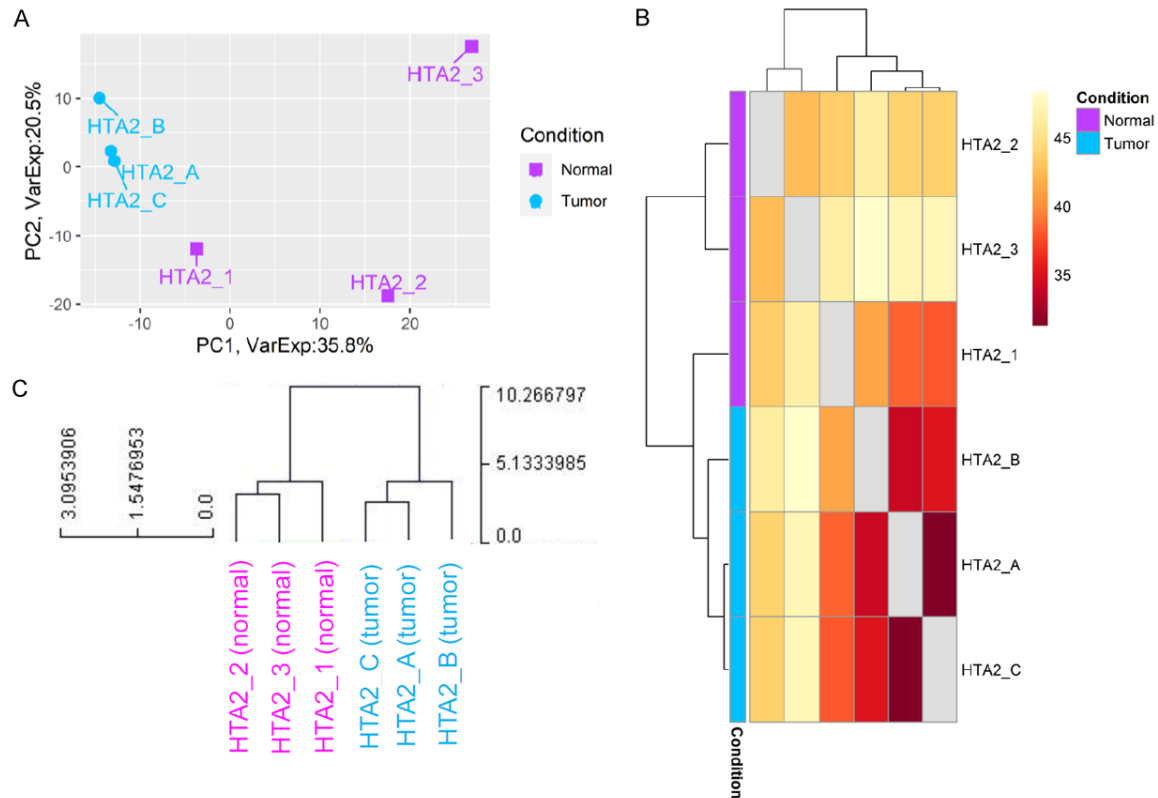 A
PC2, VarExp:20.5%
10
0
-10
-20
HTA2_3
HTA2_B
HTA2_A
HTA2_C
HTA2_1
HTA2_2
-10
0
10
20
PC1, VarExp:35.8%
Condition
Normal
Tumor
B
HTA2_2
HTA2_3
HTA2_1
HTA2_B
HTA2_A
HTA2_C
Condition
45
40
35
Condition
Normal
Tumor
C
3.0953906
1.5476953
0.0
10.266797
5.1333985
0.0
HTA2_2 (normal)
HTA2_3 (normal)
HTA2_1 (normal)
HTA2_C (tumor)
HTA2_A (tumor)
HTA2_B (tumor)